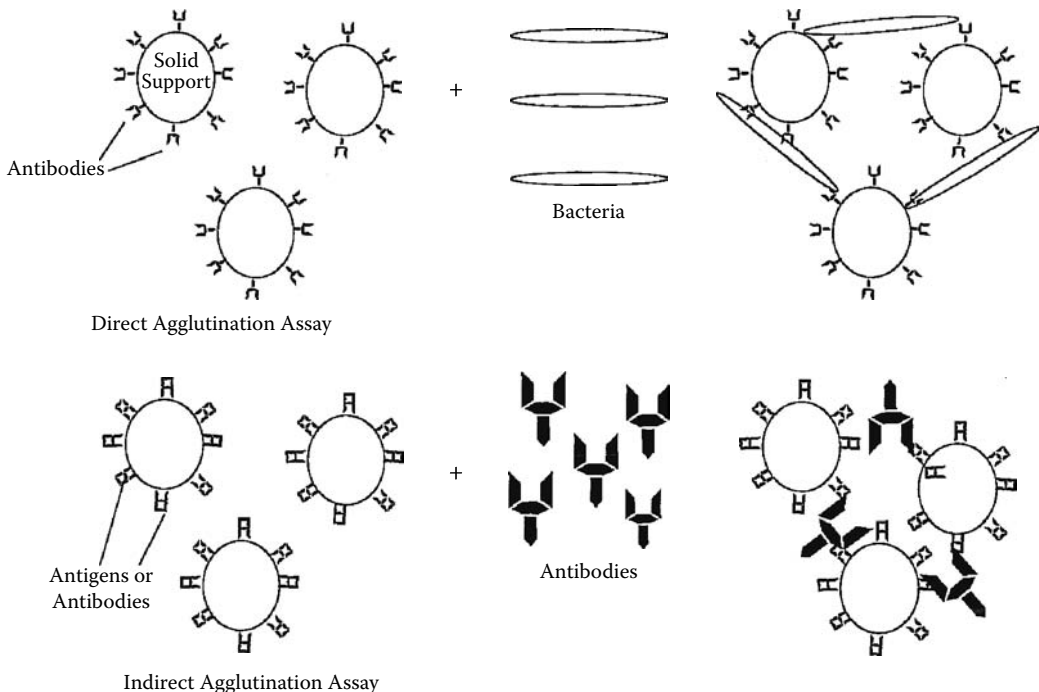 Solid
Support
+
Antibodies
Bacteria
Direct Agglutination Assay
+
Antigens or
Antibodies
Antibodies
Indirect Agglutination Assay